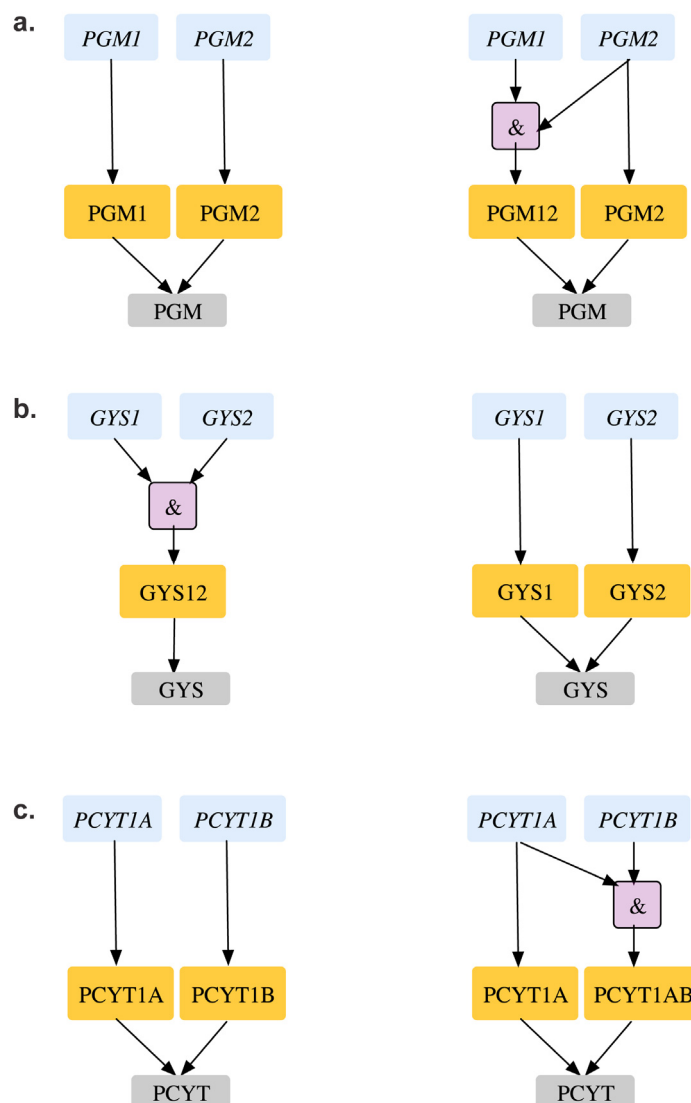 a.
PGM1 PGM2 PGM1 PGM2
&
PGM1 PGM2 PGM12 PGM2
PGM PGM
b.
GYS1 GYS2 GYS1 GYS2
&
GYS12 GYS1 GYS2
GYS GYS
c.
PCYT1A PCYT1B PCYT1A PCYT1B
&
PCYT1A PCYT1B PCYT1A PCYT1AB
PCYT PCYT